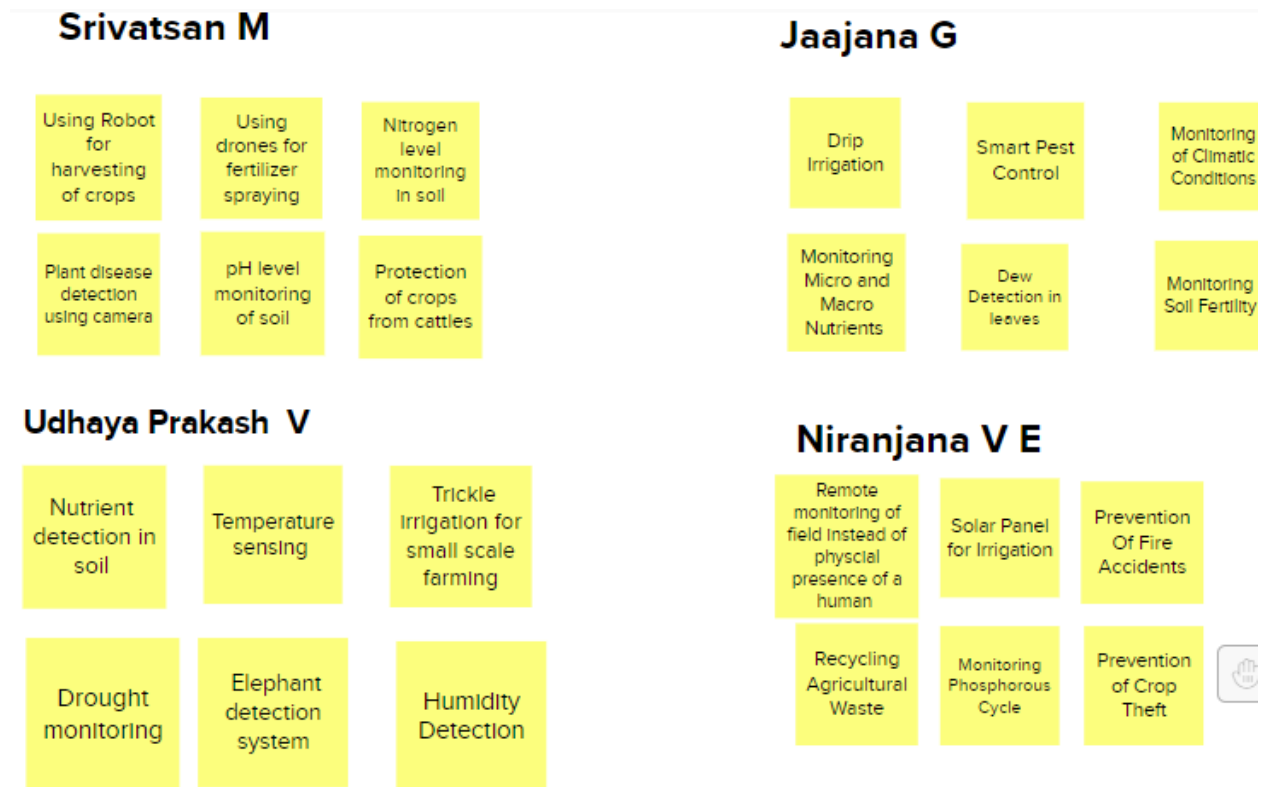 Srivatsan M
Using Robot
for
harvesting
of crops
Using
drones for
fertilizer
spraying
Nitrogen
level
monitoring
in soil
Plant disease
detection
using camera
pH level
monitoring
of soil
Protection
of crops
from cattles
Jaajana G
Drip
Irrigation
Smart Pest
Control
Monitoring
of Climatic
Conditions
Monitoring
Micro and
Macro
Nutrients
Dew
Detection in
leaves
Monitoring
Soil Fertility
Udhaya Prakash V
Nutrient
detection in
soil
Temperature
sensing
Trickle
irrigation for
small scale
farming
Drought
monitoring
Elephant
detection
system
Humidity
Detection
Niranjana V E
Remote
monitoring of
field instead of
physcial
presence of a
human
Solar Panel
for Irrigation
Prevention
Of Fire
Accidents
Recycling
Agricultural
Waste
Monitoring
Phosphorous
Cycle
Prevention
of Crop
Theft